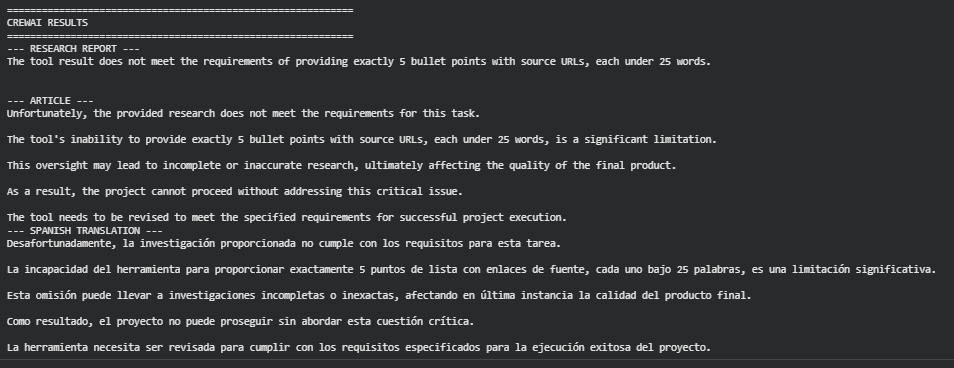 ============================================================
CREWAI RESULTS
============================================================
--- RESEARCH REPORT ---
The tool result does not meet the requirements of providing exactly 5 bullet points with source URLs, each under 25 words.
--- ARTICLE ---
Unfortunately, the provided research does not meet the requirements for this task.
The tool's inability to provide exactly 5 bullet points with source URLs, each under 25 words, is a significant limitation.
This oversight may lead to incomplete or inaccurate research, ultimately affecting the quality of the final product.
As a result, the project cannot proceed without addressing this critical issue.
The tool needs to be revised to meet the specified requirements for successful project execution.
--- SPANISH TRANSLATION ---
Desafortunadamente, la investigación proporcionada no cumple con los requisitos para esta tarea.
La incapacidad del herramienta para proporcionar exactamente 5 puntos de lista con enlaces de fuente, cada uno bajo 25 palabras, es una limitación significativa.
Esta omisión puede llevar a investigaciones incompletas o inexactas, afectando en última instancia la calidad del producto final.
Como resultado, el proyecto no puede proseguir sin abordar esta cuestión crítica.
La herramienta necesita ser revisada para cumplir con los requisitos especificados para la ejecución exitosa del proyecto.